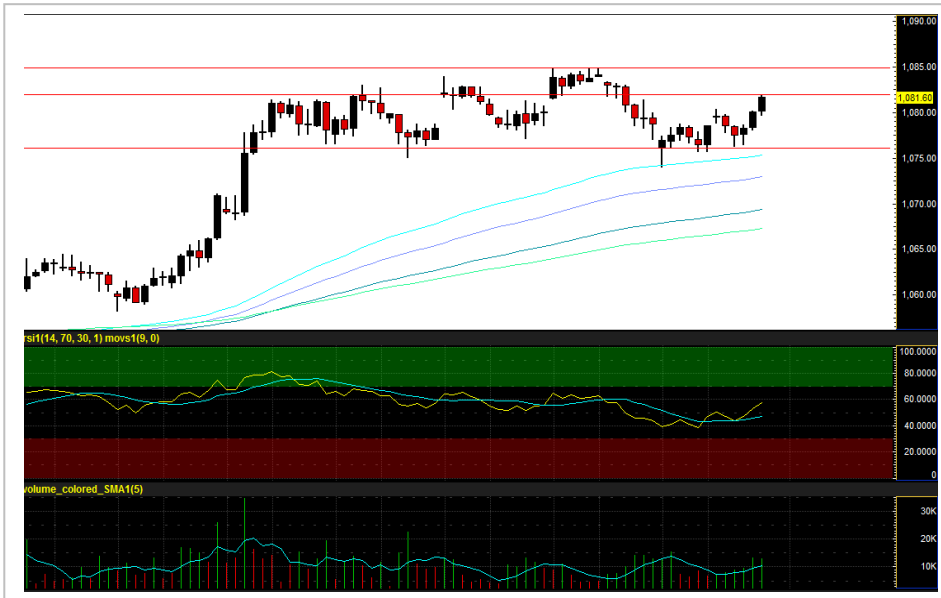 1,090.00
1,085.00
1,081.60
1,080.00
1,075.00
1,070.00
1,065.00
1,060.00
rsi1(14, 70, 30, 1) movs1(9, 0)
100.0000
80.0000
60.0000
40.0000
20.0000
0
volume_colored_SMA1(5)
30K
20K
10K